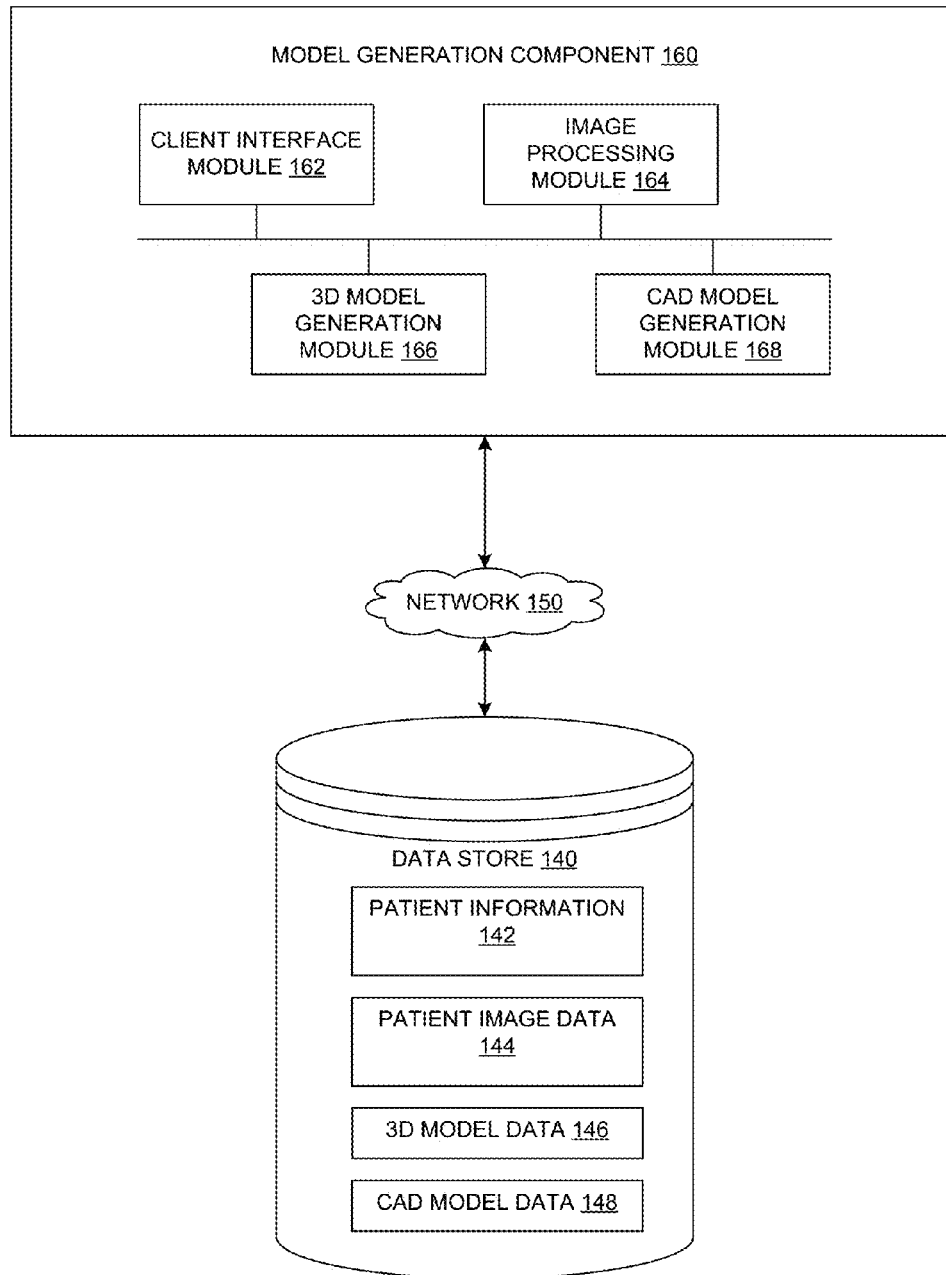 MODEL GENERATION COMPONENT 160
CLIENT INTERFACE
MODULE 162
IMAGE
PROCESSING
MODULE 164
3D MODEL
GENERATION
MODULE 166
CAD MODEL
GENERATION
MODULE 168
NETWORK 150
DATA STORE 140
PATIENT INFORMATION
142
PATIENT IMAGE DATA
144
3D MODEL DATA 146
CAD MODEL DATA 148